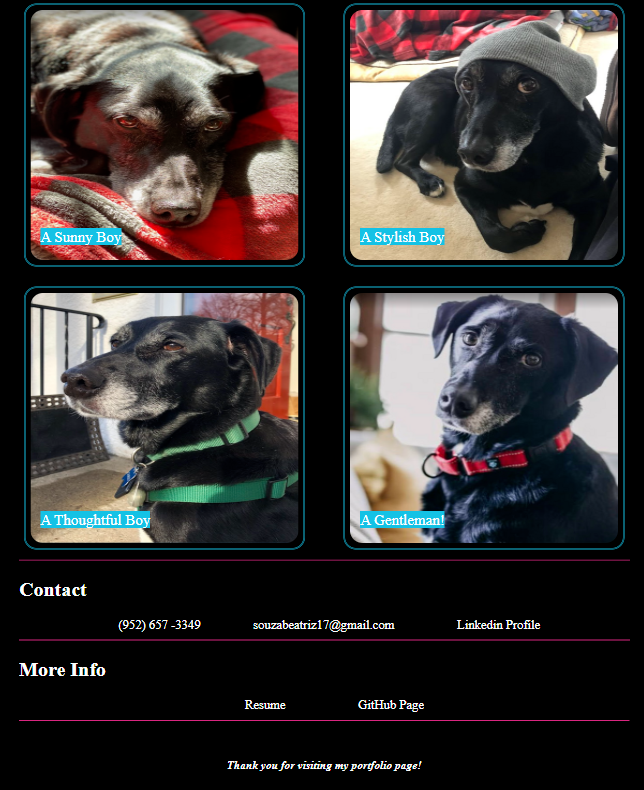 A Sunny Boy
A Stylish Boy
A Thoughtful Boy
A Gentleman!
Contact
(952) 657 -3349 souzabeatriz17@gmail.com Linkedin Profile
More Info
Resume GitHub Page
Thank you for visiting my portfolio page!